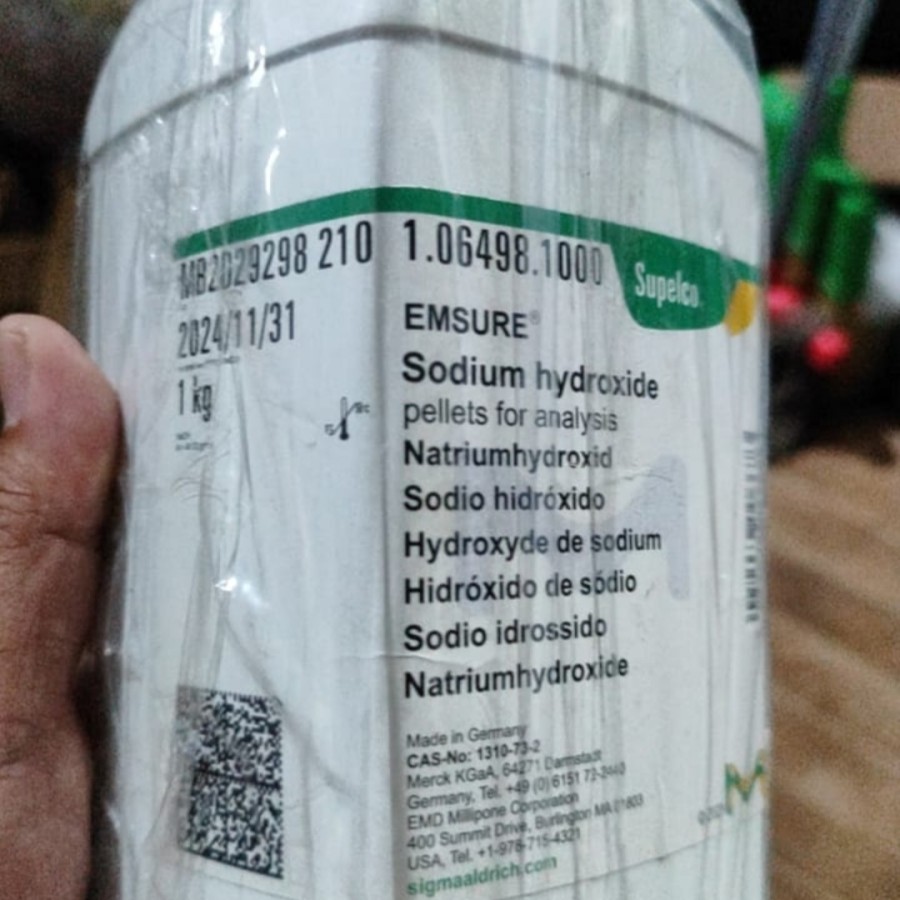 MB2029298 210
2024/11/31
1 kg
1.06498.1000
Supelco
EMSURE®
Sodium hydroxide
pellets for analysis
Natriumhydroxid
Sodio hidróxido
Hydroxyde de sodium
Hidróxido de sódio
Sodio idrossido
Natriumhydroxide
Made in Germany
CAS-No: 1310-73-2
Merck KGaA, 64271 Darmstadt
Germany, Tel. +49 (0) 6151 72-2440
EMD Millipore Corporation
400 Summit Drive, Burlington MA 01803
USA, Tel. +1-978-715-4321
sigmaaldrich.com